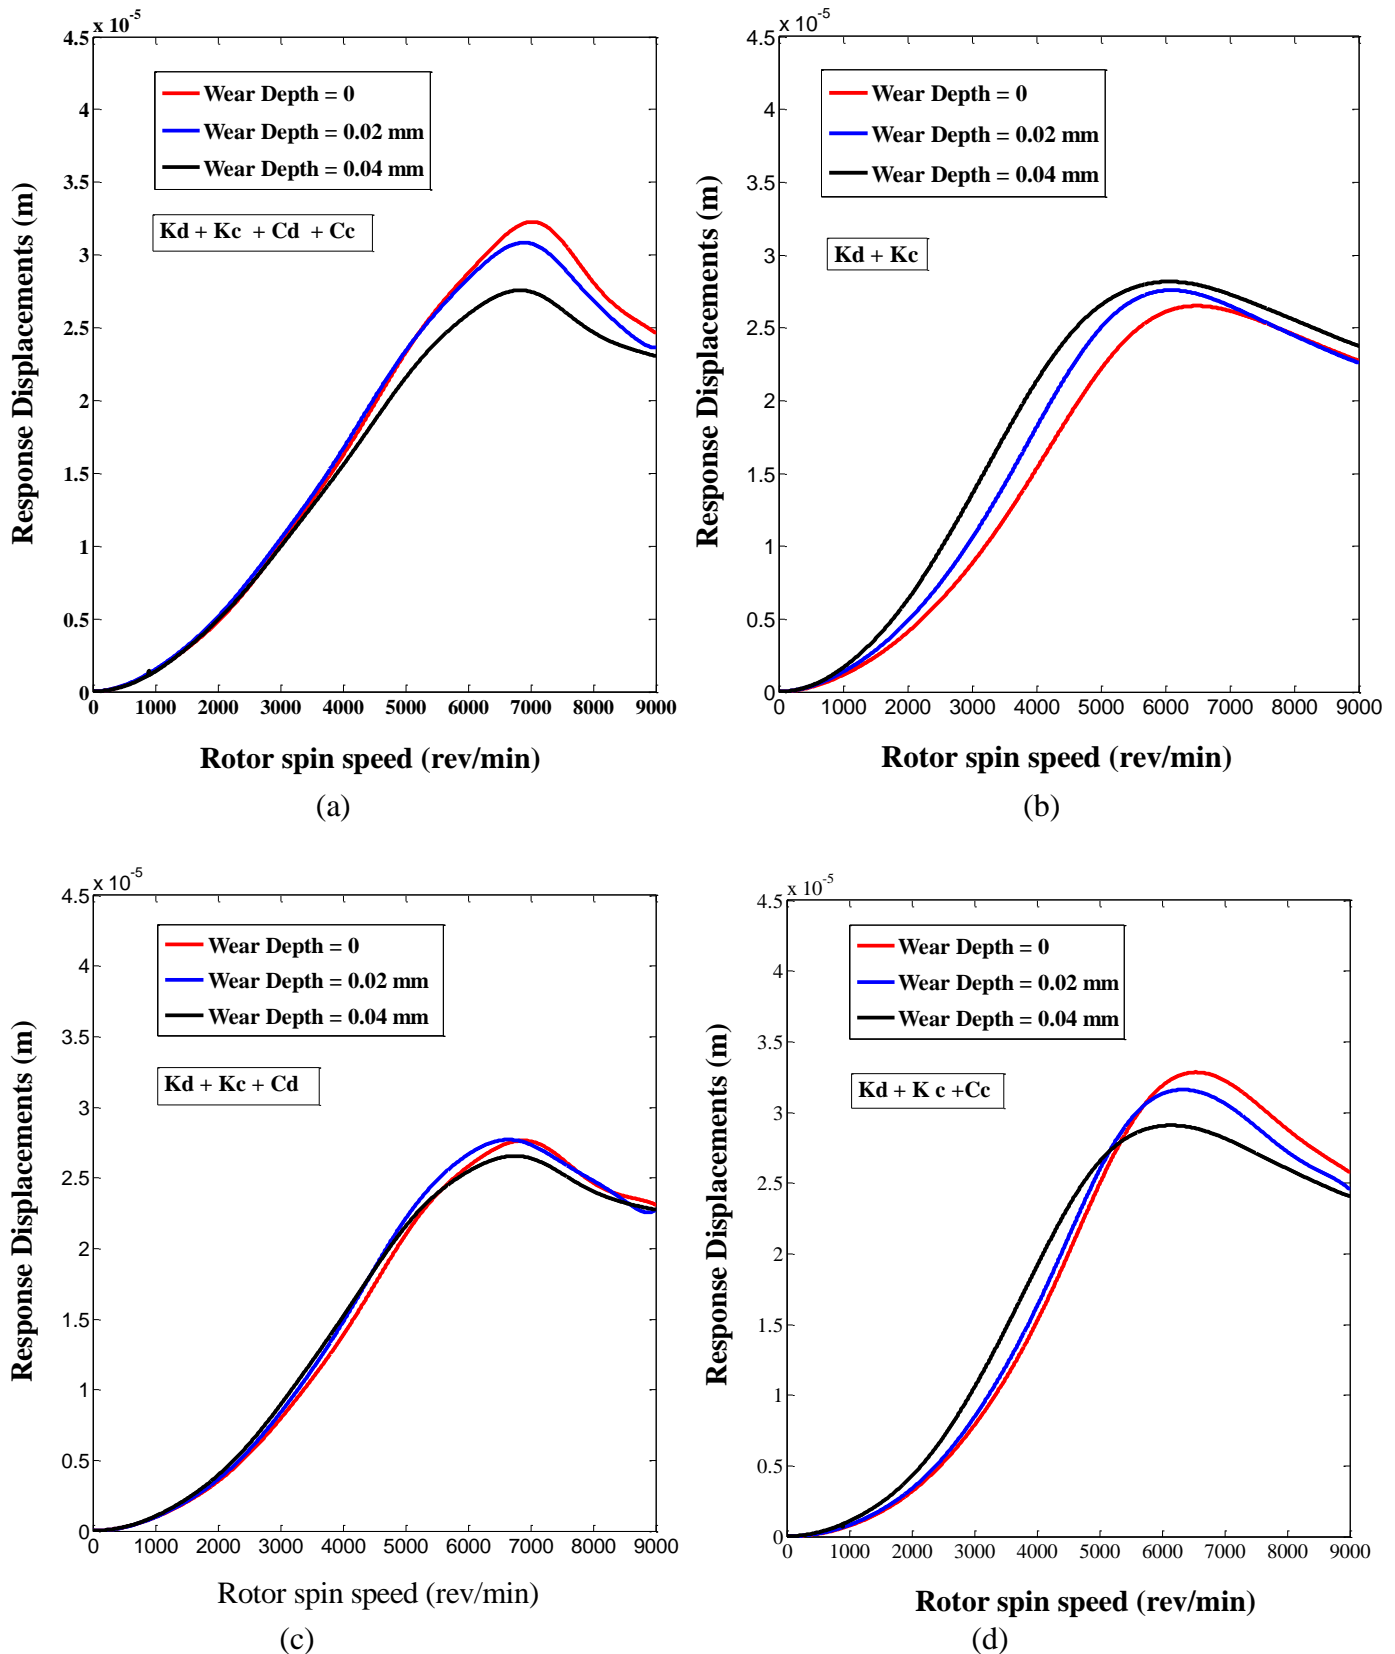 x 10-5
4.5
4
3.5
3
2.5
2
1.5
1
0.5
0
Response Displacements (m)
Wear Depth = 0
Wear Depth = 0.02 mm
Wear Depth = 0.04 mm
Kd + Kc + Cd + Cc
0 1000 2000 3000 4000 5000 6000 7000 8000 9000
Rotor spin speed (rev/min)
(a)
x 10-5
4.5
4
3.5
3
2.5
2
1.5
1
0.5
0
Response Displacements (m)
Wear Depth = 0
Wear Depth = 0.02 mm
Wear Depth = 0.04 mm
Kd + Kc
0 1000 2000 3000 4000 5000 6000 7000 8000 9000
Rotor spin speed (rev/min)
(b)
x 10-5
4.5
4
3.5
3
2.5
2
1.5
1
0.5
0
Response Displacements (m)
Wear Depth = 0
Wear Depth = 0.02 mm
Wear Depth = 0.04 mm
Kd + Kc + Cd
0 1000 2000 3000 4000 5000 6000 7000 8000 9000
Rotor spin speed (rev/min)
(c)
x 10-5
4.5
4
3.5
3
2.5
2
1.5
1
0.5
0
Response Displacements (m)
Wear Depth = 0
Wear Depth = 0.02 mm
Wear Depth = 0.04 mm
Kd + K c +Cc
0 1000 2000 3000 4000 5000 6000 7000 8000 9000
Rotor spin speed (rev/min)
(d)